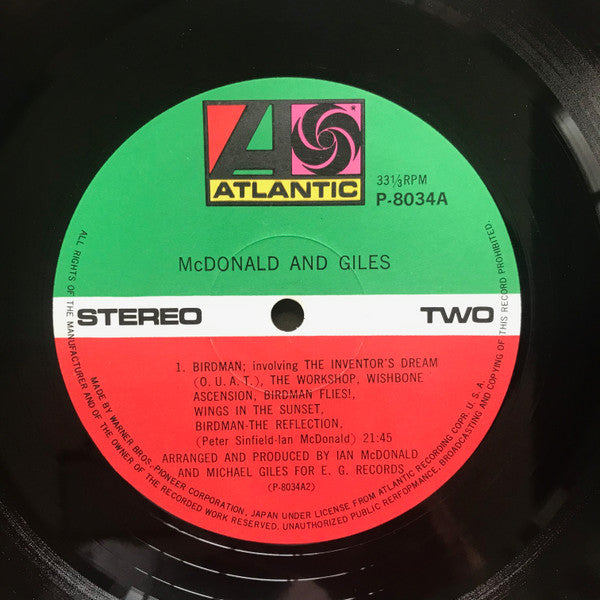 ATLANTIC
33⅓RPM
P-8034A
McDONALD AND GILES
STEREO
TWO
1. BIRDMAN; involving THE INVENTOR'S DREAM
(O. U. A. T.), THE WORKSHOP, WISHBONE
ASCENSION, BIRDMAN FLIES!,
WINGS IN THE SUNSET,
BIRDMAN-THE REFLECTION,
(Peter Sinfield-Ian McDonald) 21:45
ARRANGED AND PRODUCED BY IAN McDONALD
AND MICHAEL GILES FOR E. G. RECORDS
(P-8034A2)
MADE BY WARNER BROS. PIONEER CORPORATION, JAPAN UNDER LICENSE FROM ATLANTIC RECORDING COPR. U. S. A.
ALL RIGHTS OF THE MANUFACTURER AND OF THE OWNER OF THE RECORDED WORK RESERVED. UNAUTHORIZED PUBLIC RERFOPMANCE, BROADCASTING AND COPYING OF THIS RECORD PROHIBITED.